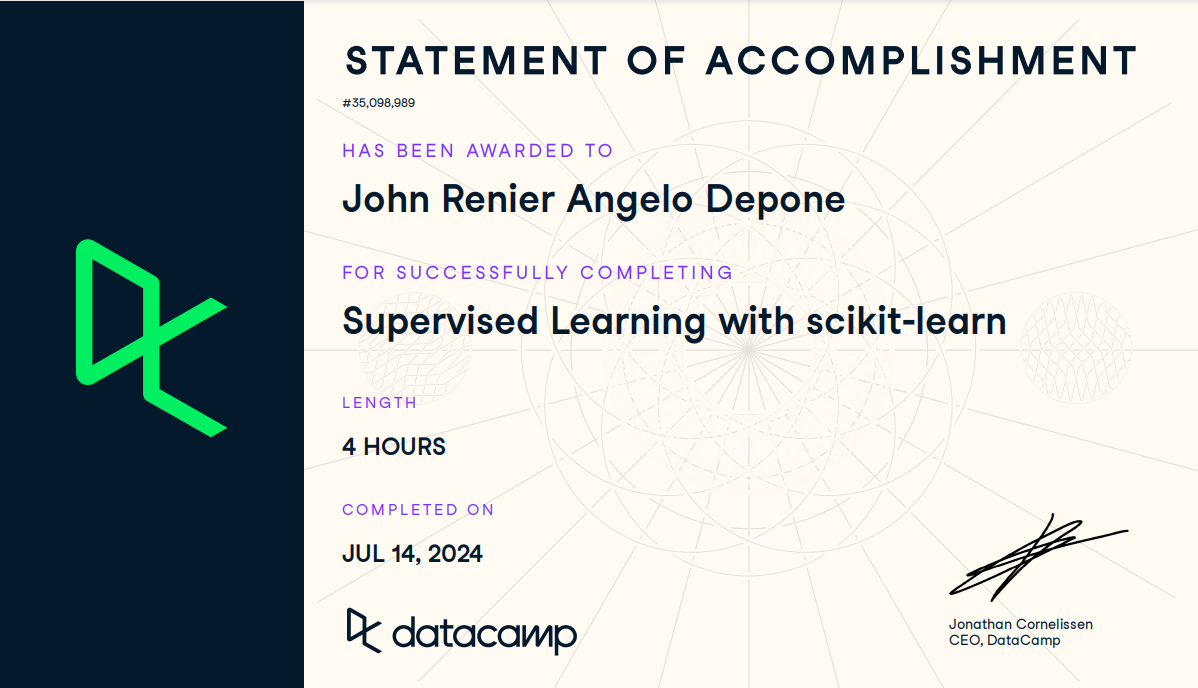 STATEMENT OF ACCOMPLISHMENT
#35,098,989
HAS BEEN AWARDED TO
John Renier Angelo Depone
FOR SUCCESSFULLY COMPLETING
Supervised Learning with scikit-learn
LENGTH
4 HOURS
COMPLETED ON
JUL 14, 2024
datacamp
Jonathan Cornelissen
CEO, DataCamp